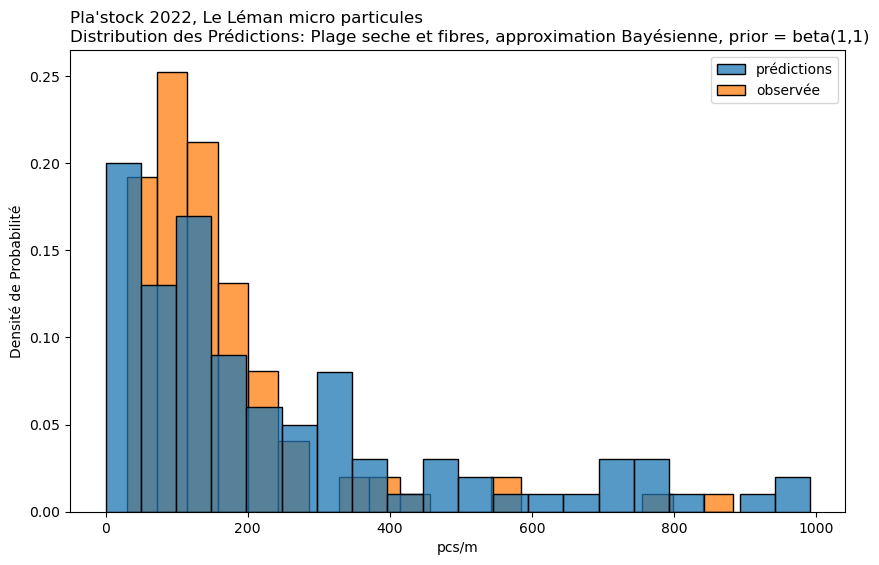 Pla'stock 2022, Le Léman micro particules
Distribution des Prédictions: Plage seche et fibres, approximation Bayésienne, prior = beta(1,1)
prédictions
observée
Densité de Probabilité
0.25
0.20
0.15
0.10
0.05
0.00
0
200
400
600
800
1000
pcs/m